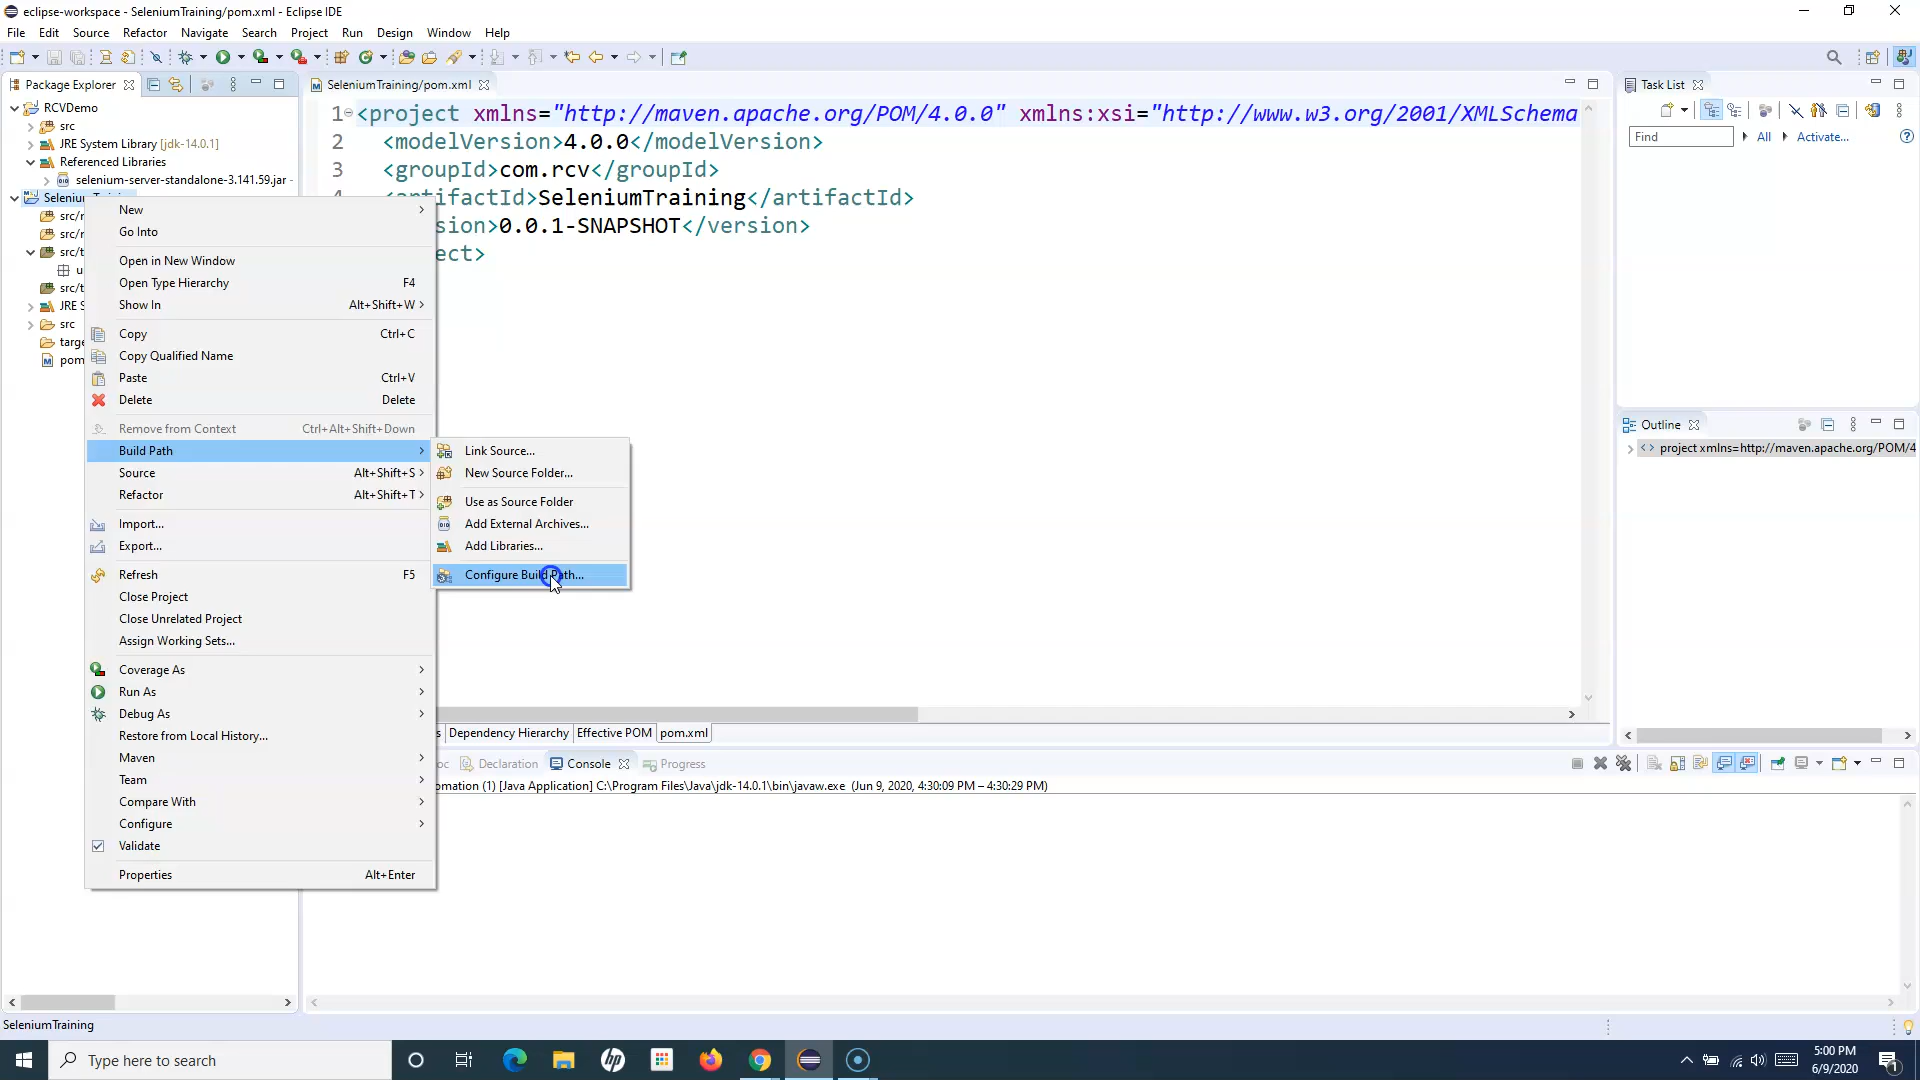 eclipse-workspace - SeleniumTraining/pom.xml - Eclipse IDE
File Edit Source Refactor Navigate Search Project Run Design Window Help
Package Explorer
RCVDemo
src
JRE System Library [jdk-14.0.1]
Referenced Libraries
selenium-server-standalone-3.141.59.jar -
src/
src/
src/t
u
src/t
JRE S
src
targe
pom
SeleniumTraining/pom.xml
1 <project xmlns="http://maven.apache.org/POM/4.0.0" xmlns:xsi="http://www.w3.org/2001/XMLSchema
2 <modelVersion>4.0.0</modelVersion>
3 <groupId>com.rcv</groupId>
<artifactId>SeleniumTraining</artifactId>
sion>0.0.1-SNAPSHOT</version>
ect>
New
Go Into
Open in New Window
Open Type Hierarchy F4
Show In Alt+Shift+W
Copy Ctrl+C
Copy Qualified Name
Paste Ctrl+V
Delete Delete
Remove from Context Ctrl+Alt+Shift+Down
Build Path
Source Alt+Shift+S
Refactor Alt+Shift+T
Import...
Export...
Refresh F5
Close Project
Close Unrelated Project
Assign Working Sets...
Coverage As
Run As
Debug As
Restore from Local History...
Maven
Team
Compare With
Configure
Validate
Properties Alt+Enter
Link Source...
New Source Folder...
Use as Source Folder
Add External Archives...
Add Libraries...
Configure Build Path...
s Dependency Hierarchy Effective POM pom.xml
oc Declaration Console Progress
omation (1) [Java Application] C:\Program Files\Java\jdk-14.0.1\bin\javaw.exe (Jun 9, 2020, 4:30:09 PM – 4:30:29 PM)
Task List
Find All Activate...
Outline
project xmlns=http://maven.apache.org/POM/4
SeleniumTraining
Type here to search
hp
5:00 PM
6/9/2020
1